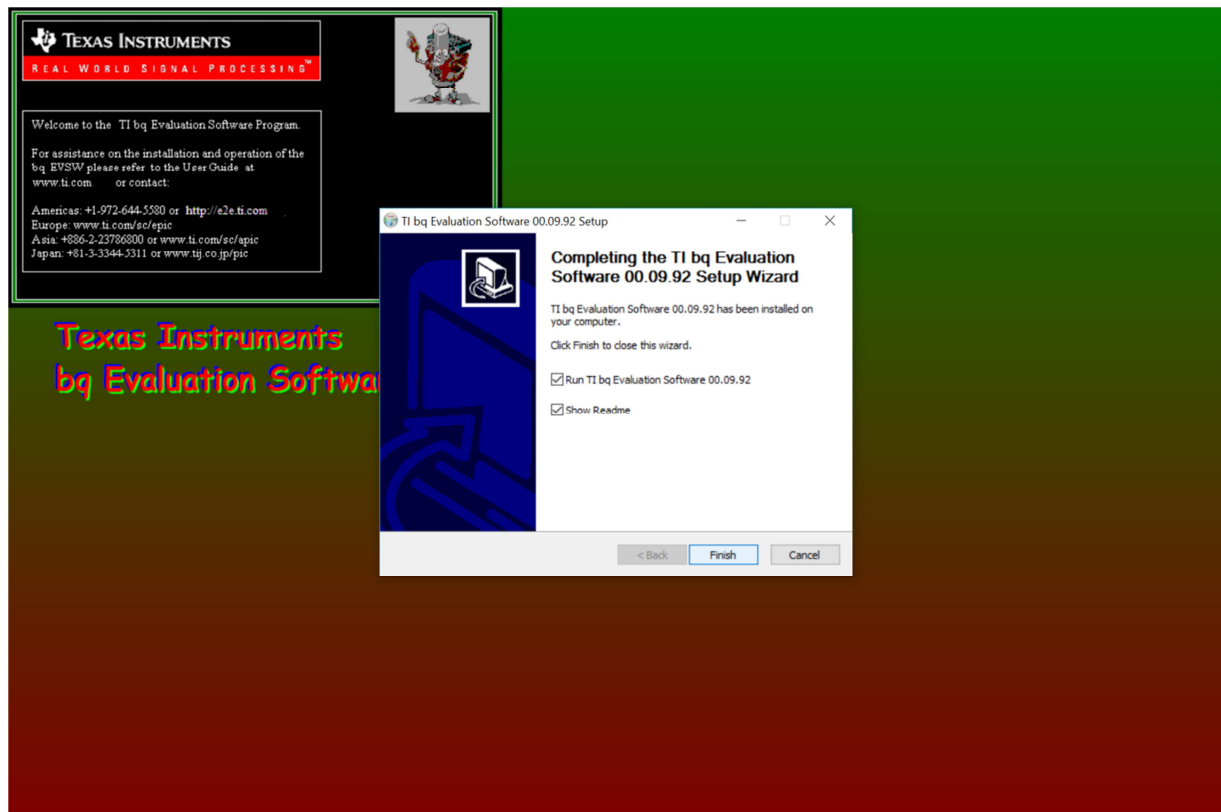 TEXAS INSTRUMENTS
REAL WORLD SIGNAL PROCESSING™
Welcome to the TI bq Evaluation Software Program.
For assistance on the installation and operation of the
bq EVSW please refer to the User Guide at
www.ti.com or contact:
Americas: +1-972-644-5580 or http://e2e.ti.com
Europe: www.ti.com/sc/epic
Asia: +886-2-23786800 or www.ti.com/sc/apic
Japan: +81-3-3344-5311 or www.tij.co.jp/pic
Texas Instruments
bq Evaluation Softwa
TI bq Evaluation Software 00.09.92 Setup
Completing the TI bq Evaluation
Software 00.09.92 Setup Wizard
TI bq Evaluation Software 00.09.92 has been installed on
your computer.
Click Finish to close this wizard.
Run TI bq Evaluation Software 00.09.92
Show Readme
< Back
Finish
Cancel